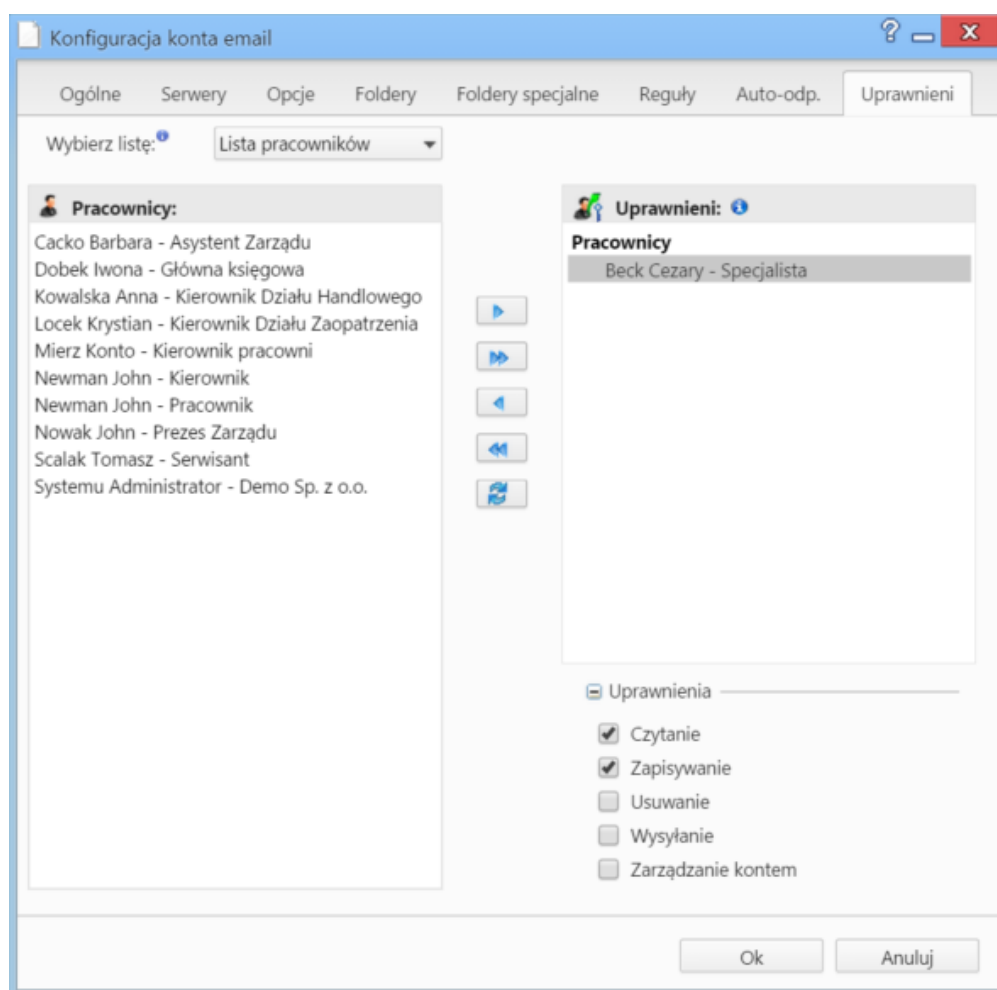 Konfiguracja konta email
?
Ogólne Serwery Opcje Foldery Foldery specjalne Reguły Auto-odp. Uprawnieni
Wybierz listę: Lista pracowników
Pracownicy:
Cacko Barbara - Asystent Zarządu
Dobek Iwona - Główna księgowa
Kowalska Anna - Kierownik Działu Handlowego
Locek Krystian - Kierownik Działu Zaopatrzenia
Mierz Konto - Kierownik pracowni
Newman John - Kierownik
Newman John - Pracownik
Nowak John - Prezes Zarządu
Scalak Tomasz - Serwisant
Systemu Administrator - Demo Sp. z o.o.
Uprawnieni:
Pracownicy
Beck Cezary - Specjalista
Uprawnienia
Czytanie
Zapisywanie
Usuwanie
Wysyłanie
Zarządzanie kontem
Ok Anuluj